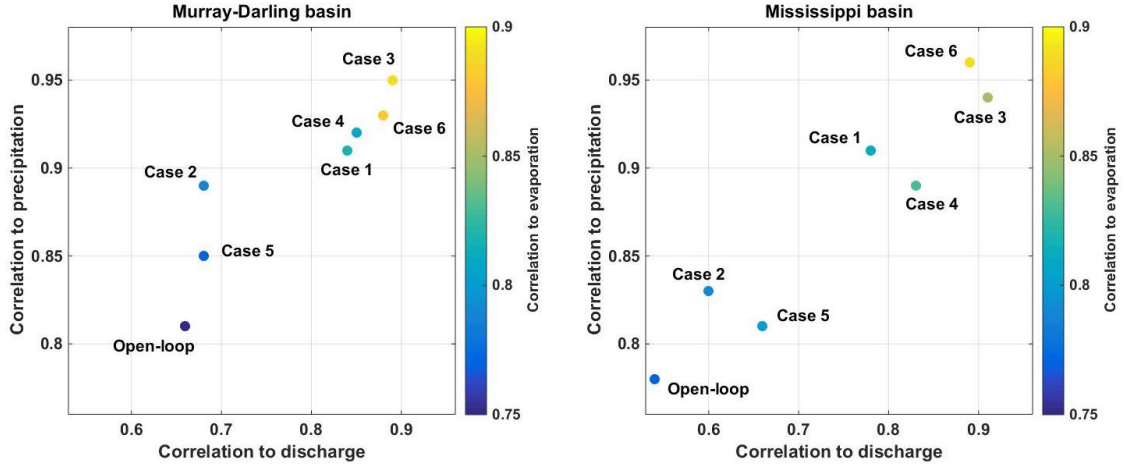 Murray-Darling basin
Correlation to precipitation
0.95
0.9
0.85
0.8
Case 3
Case 4
Case 6
Case 1
Case 2
Case 5
Open-loop
0.6
0.7
0.8
0.9
Correlation to discharge
0.9
0.85
0.8
0.75
Correlation to evaporation
Mississippi basin
Correlation to precipitation
0.95
0.9
0.85
0.8
Case 6
Case 3
Case 1
Case 4
Case 2
Case 5
Open-loop
0.6
0.7
0.8
0.9
Correlation to discharge
0.9
0.85
0.8
0.75
Correlation to evaporation